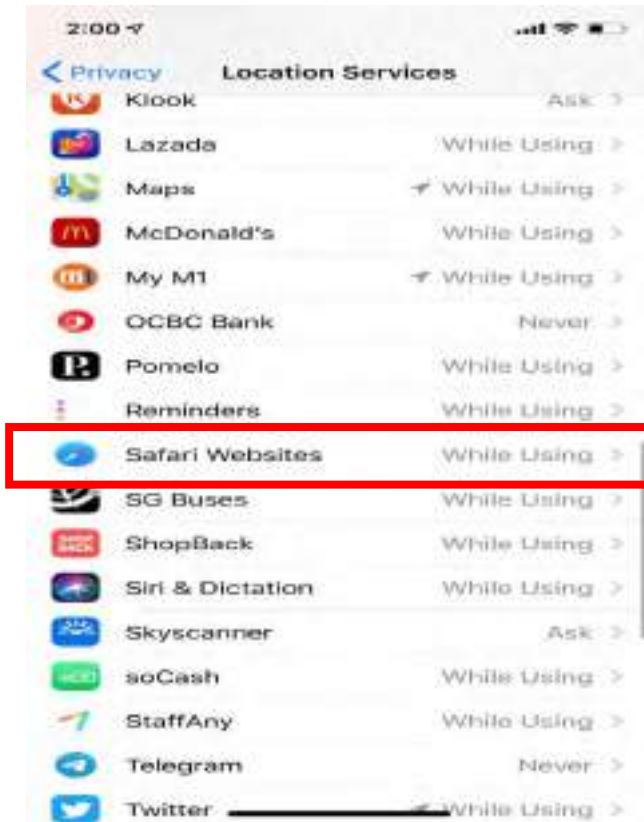 2:00
Privacy Location Services
Klook Ask
Lazada While Using
Maps While Using
McDonald's While Using
My M1 While Using
OCBC Bank Never
P. Pomelo While Using
Reminders While Using
Safari Websites While Using
SG Buses While Using
SHOP BACK ShopBack While Using
Siri & Dictation While Using
Skyscanner Ask
soCash While Using
StaffAny While Using
Telegram Never
Twitter While Using